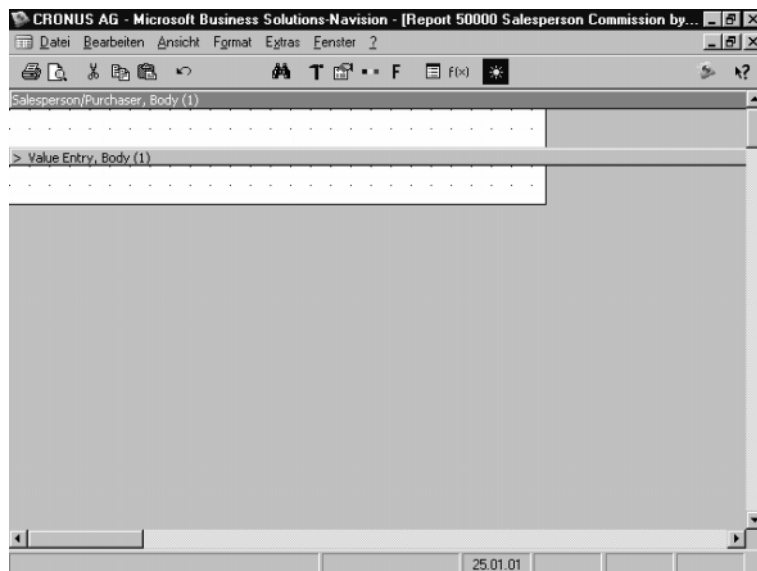 CRONUS AG - Microsoft Business Solutions-Navision - [Report 50000 Salesperson Commission by...
Datei Bearbeiten Ansicht Format Extras Fenster ?
T F f(x) ?
Salesperson/Purchaser, Body (1)
> Value Entry, Body (1)
25.01.01